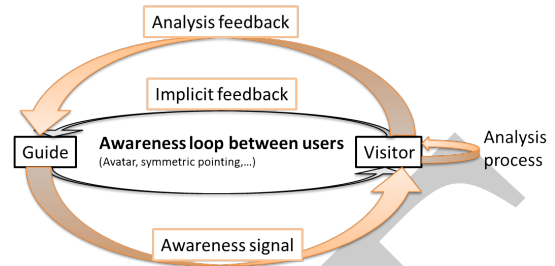 Analysis feedback
Implicit feedback
Awareness loop between users
(Avatar, symmetric pointing,...)
Guide
Visitor
Analysis
process
Awareness signal